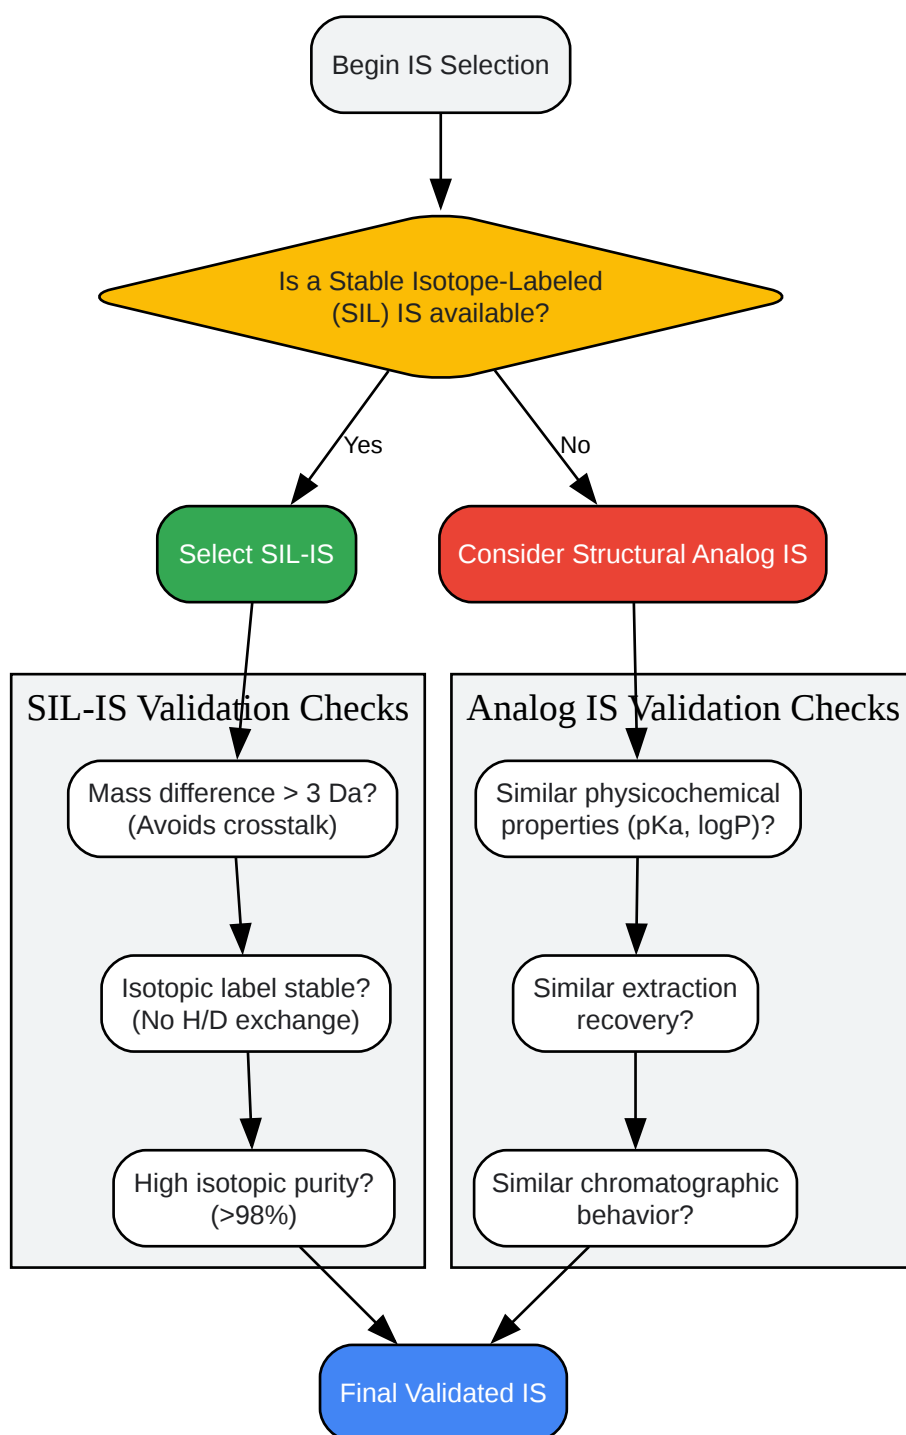 Begin IS Selection
Is a Stable Isotope-Labeled
(SIL) IS available?
Yes
No
Select SIL-IS
Consider Structural Analog IS
SIL-IS Validation Checks
Mass difference > 3 Da?
(Avoids crosstalk)
Isotopic label stable?
(No H/D exchange)
High isotopic purity?
(>98%)
Analog IS Validation Checks
Similar physicochemical
properties (pKa, logP)?
Similar extraction
recovery?
Similar chromatographic
behavior?
Final Validated IS